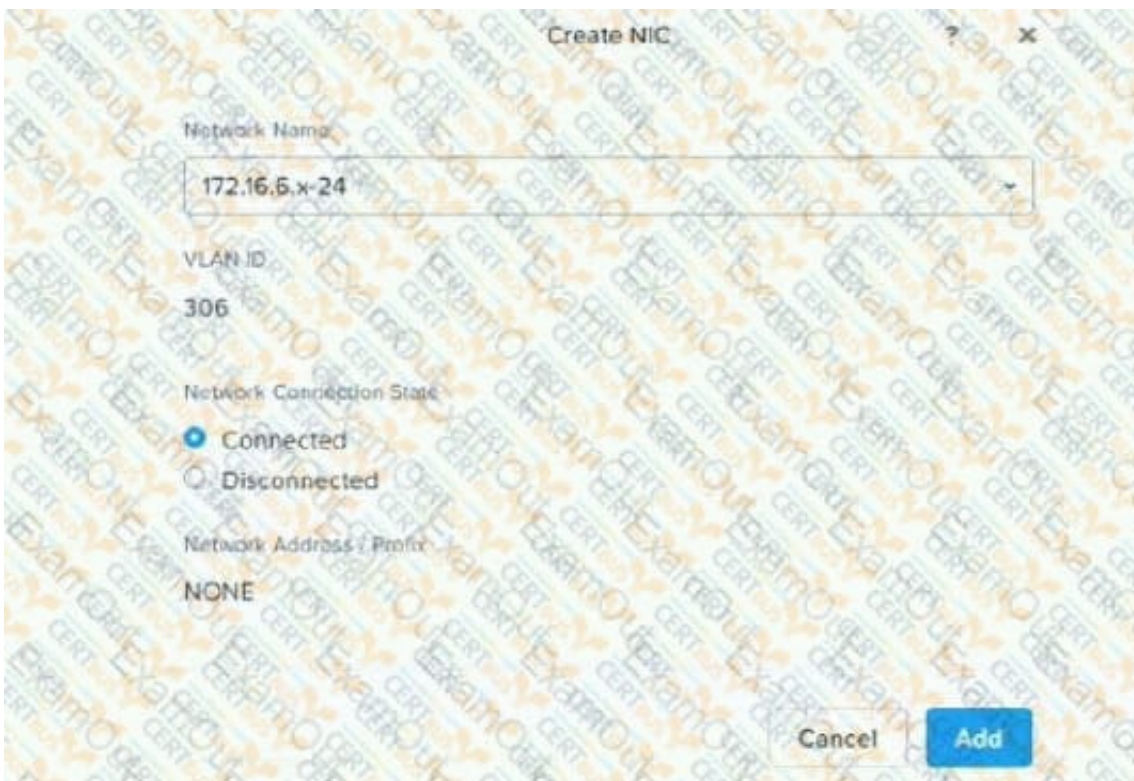 Create NIC ? ×
Network Name
172.16.6.x-24
VLAN ID
306
Network Connection State
Connected
Disconnected
Network Address / Prefix
NONE
Cancel Add